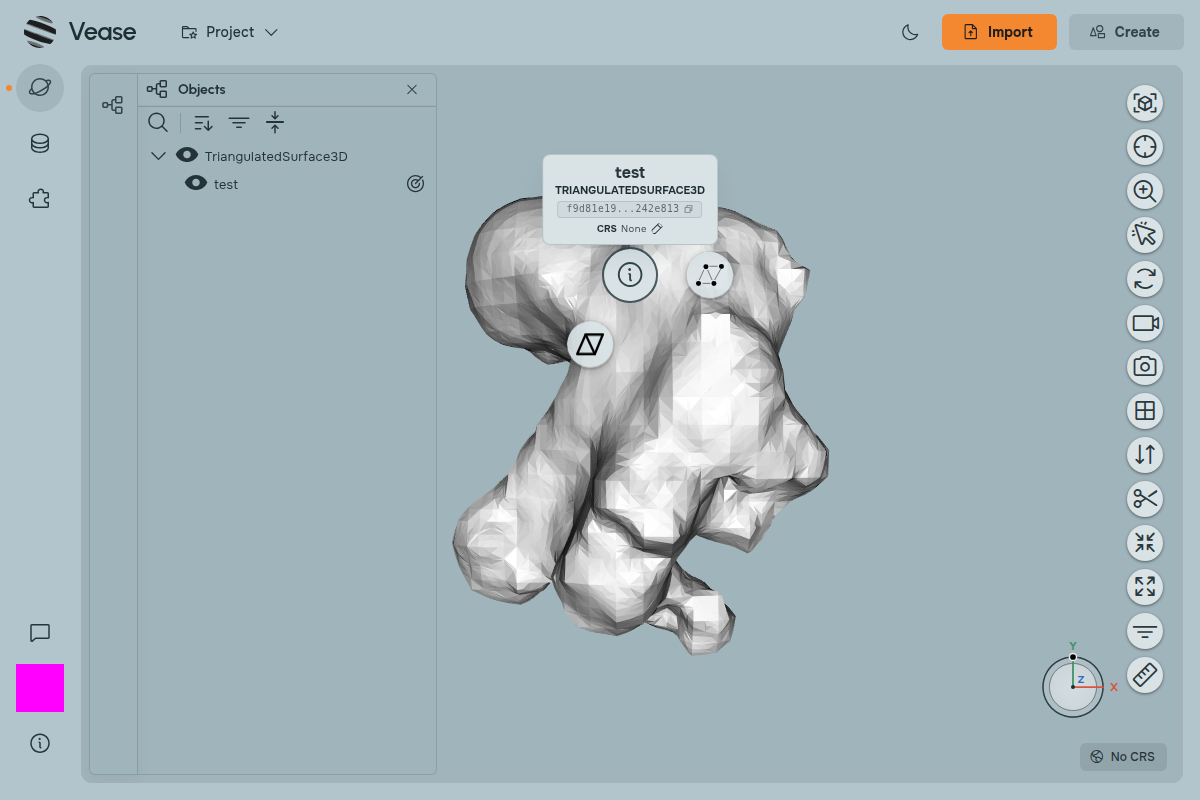 Vease
Project
Import
Create
Objects
TriangulatedSurface3D
test
test
TRIANGULATEDSURFACE3D
f9d81e19...242e813
CRS None
Y
Z
X
No CRS